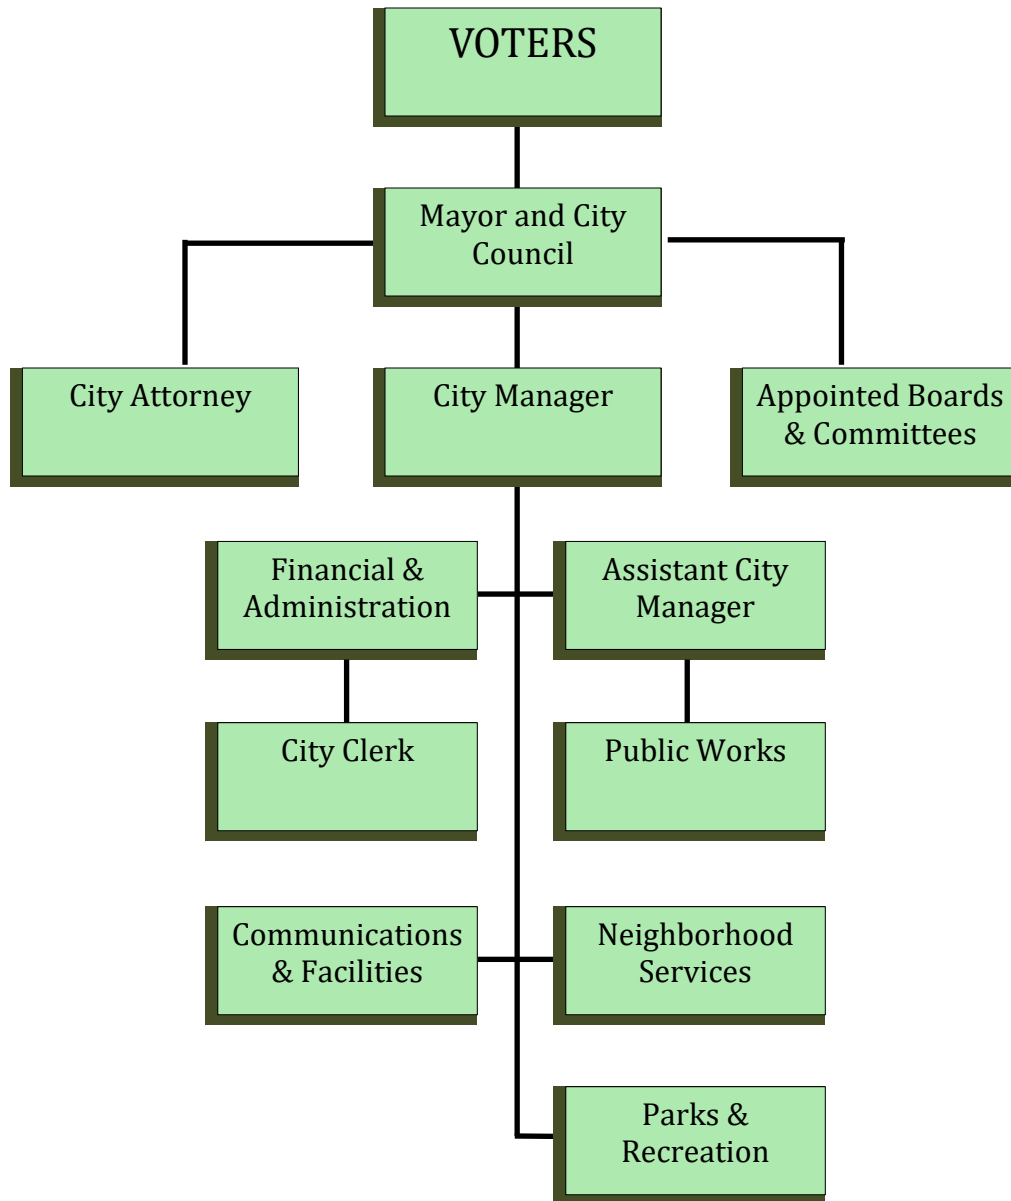 VOTERS
Mayor and City
Council
City Attorney
City Manager
Appointed Boards
& Committees
Financial &
Administration
Assistant City
Manager
City Clerk
Public Works
Communications
& Facilities
Neighborhood
Services
Parks &
Recreation